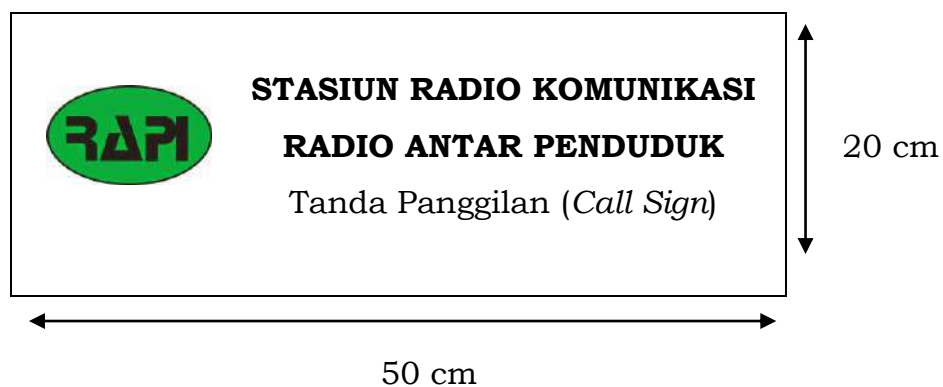 STASIUN RADIO KOMUNIKASI
RAPI
RADIO ANTAR PENDUDUK
20 cm
Tanda Panggilan (Call Sign)
50 cm